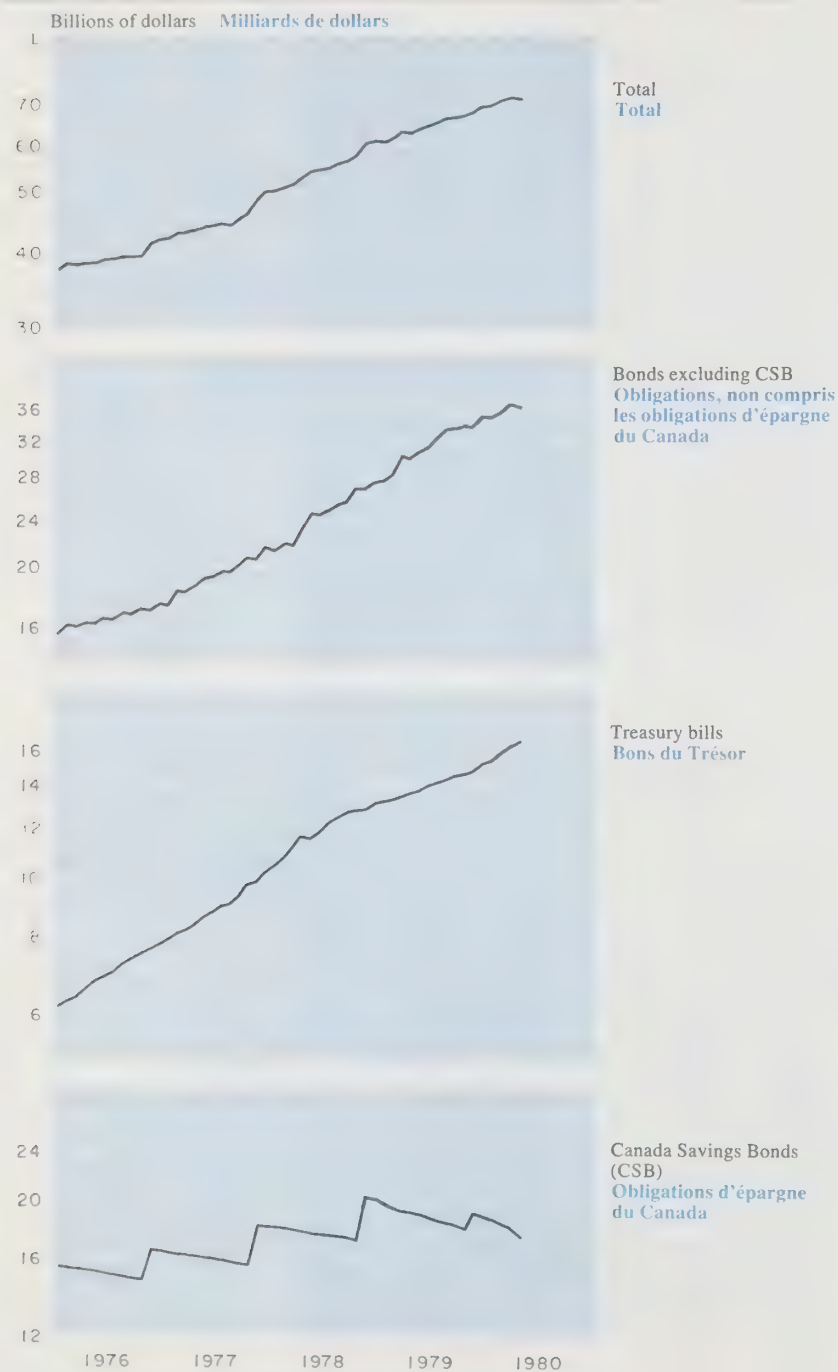 Billions of dollars Milliards de dollars
L
70
60
50
40
30
Total
Total
36
32
28
24
20
16
Bonds excluding CSB
Obligations, non compris
les obligations d'épargne
du Canada
16
14
12
10
8
6
Treasury bills
Bons du Trésor
24
20
16
12
Canada Savings Bonds
(CSB)
Obligations d'épargne
du Canada
1976 1977 1978 1979 1980